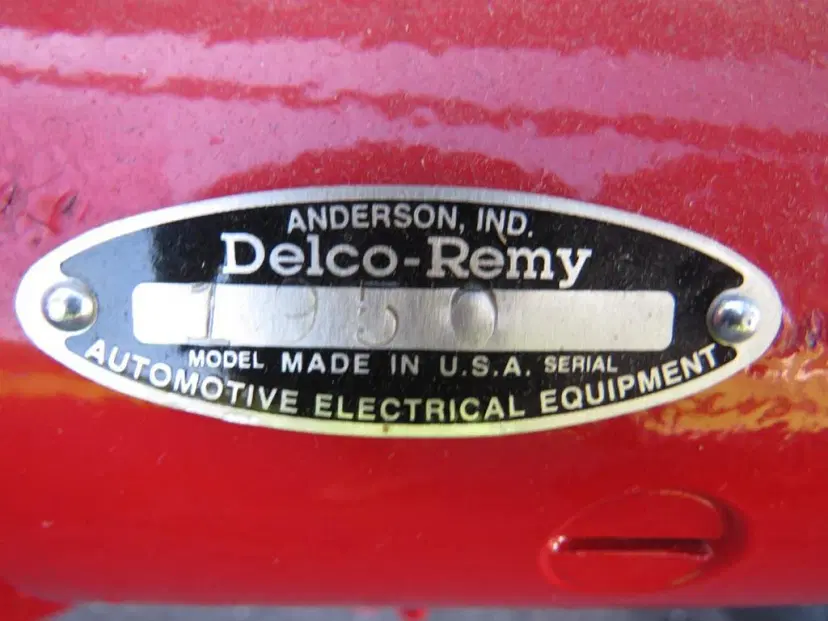 ANDERSON, IND.
Delco-Remy
1950
MODEL MADE IN U.S.A. SERIAL
AUTOMOTIVE ELECTRICAL EQUIPMENT